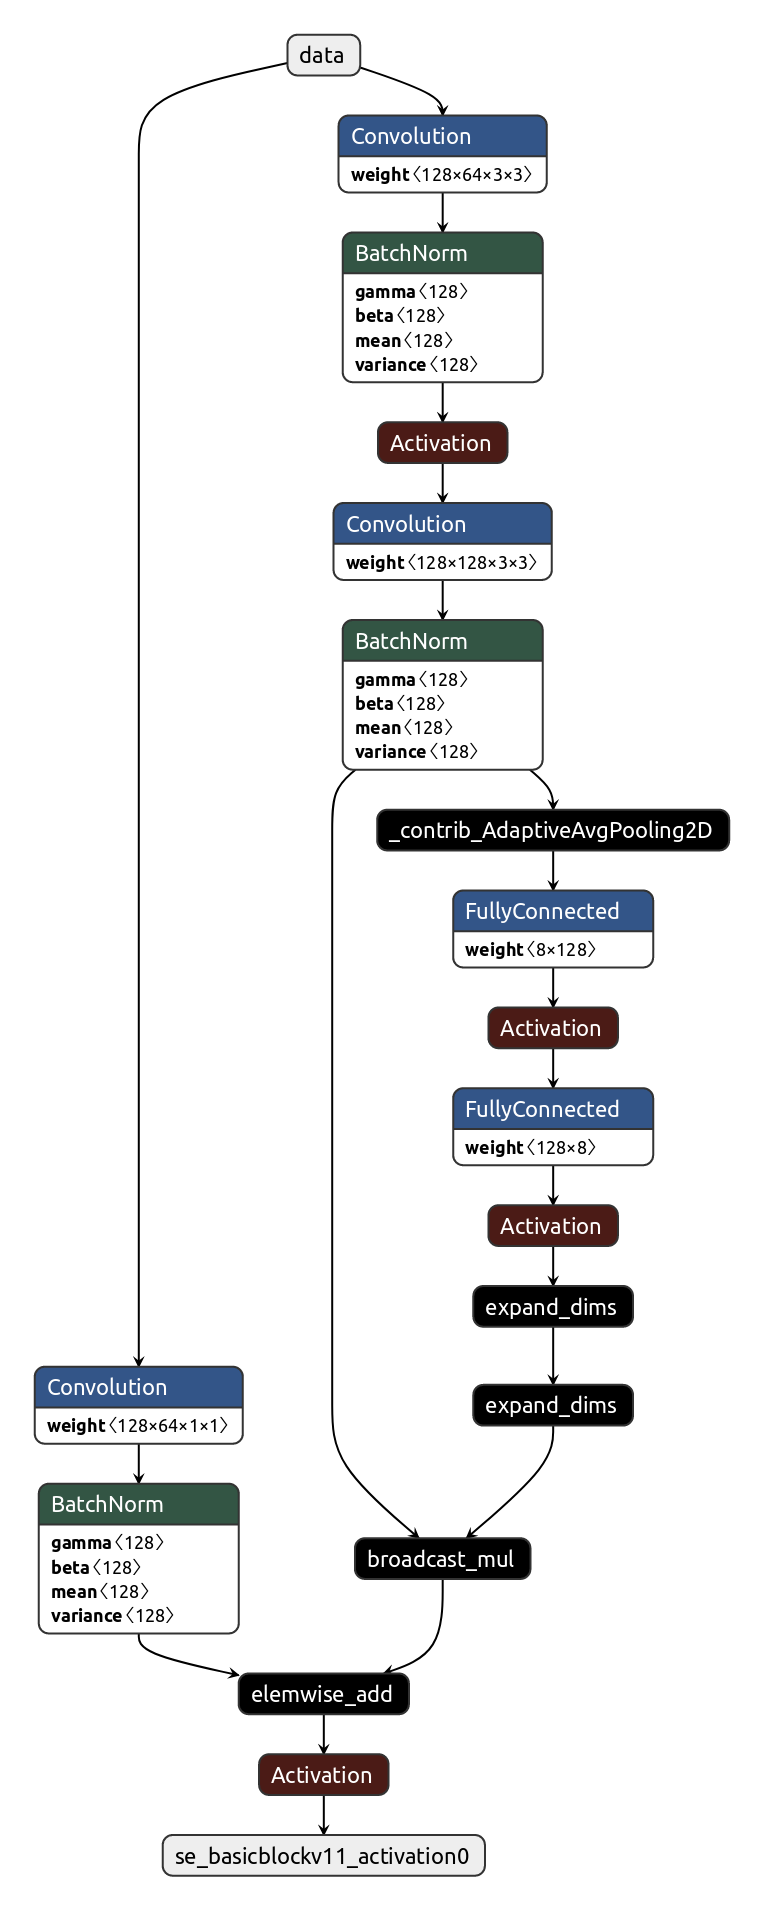 data
Convolution
weight〈128×64×3×3〉
BatchNorm
gamma〈128〉
beta〈128〉
mean〈128〉
variance〈128〉
Activation
Convolution
weight〈128×128×3×3〉
BatchNorm
gamma〈128〉
beta〈128〉
mean〈128〉
variance〈128〉
_contrib_AdaptiveAvgPooling2D
FullyConnected
weight〈8×128〉
Activation
FullyConnected
weight〈128×8〉
Activation
expand_dims
expand_dims
Convolution
weight〈128×64×1×1〉
BatchNorm
gamma〈128〉
beta〈128〉
mean〈128〉
variance〈128〉
broadcast_mul
elemwise_add
Activation
se_basicblockv11_activation0